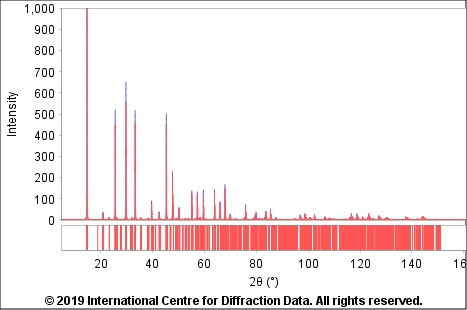 1,000
900
800
700
600
500
400
300
200
100
0
Intensity
20 40 60 80 100 120 140 16
2θ (°)
© 2019 International Centre for Diffraction Data. All rights reserved.